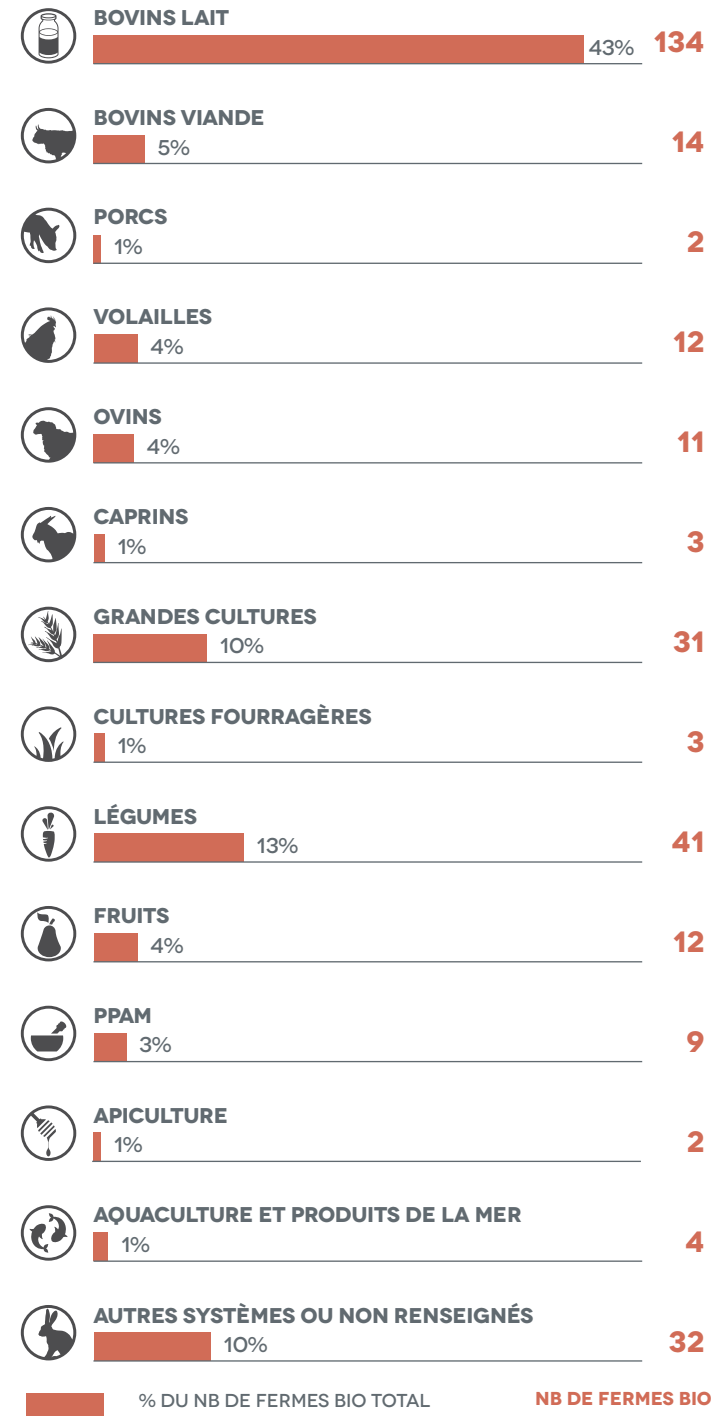 BOVINS LAIT
43% 134
BOVINS VIANDE
5% 14
PORCS
1% 2
VOLAILLES
4% 12
OVINS
4% 11
CAPRINS
1% 3
GRANDES CULTURES
10% 31
CULTURES FOURRAGÈRES
1% 3
LÉGUMES
13% 41
FRUITS
4% 12
PPAM
3% 9
APICULTURE
1% 2
AQUACULTURE ET PRODUITS DE LA MER
1% 4
AUTRES SYSTÈMES OU NON RENSEIGNÉS
10% 32
% DU NB DE FERMES BIO TOTAL NB DE FERMES BIO